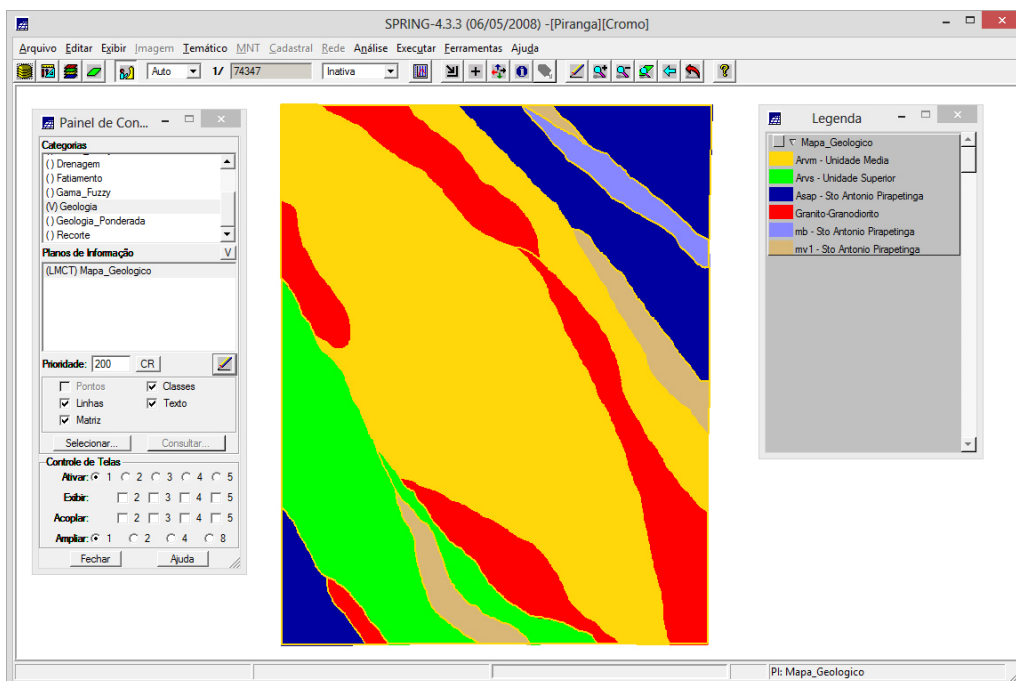 SPRING-4.3.3 (06/05/2008) -[Piranga][Cromo]
Arquivo Editar Exibir Imagem Temático MNT Cadastral Rede Análise Executar Ferramentas Ajuda
Auto 1/ 74347 Inativa
Painel de Con...
Categorias
() Drenagem
() Fatiamento
() Gama_Fuzzy
(V) Geologia
() Geologia_Ponderada
() Recorte
Planos de Informação V
(LMCT) Mapa_Geologico
Prioridade: 200 CR
Pontos Classes
Linhas Texto
Matriz
Selecionar... Consultar...
Controle de Telas
Ativar: 1 2 3 4 5
Exibir: 2 3 4 5
Acoplar: 2 3 4 5
Ampliar: 1 2 4 8
Fechar Ajuda
Legenda
Mapa_Geologico
Arvm - Unidade Media
Arvs - Unidade Superior
Asap - Sto Antonio Pirapetinga
Granito-Granodiorito
mb - Sto Antonio Pirapetinga
mv1 - Sto Antonio Pirapetinga
PI: Mapa_Geologico